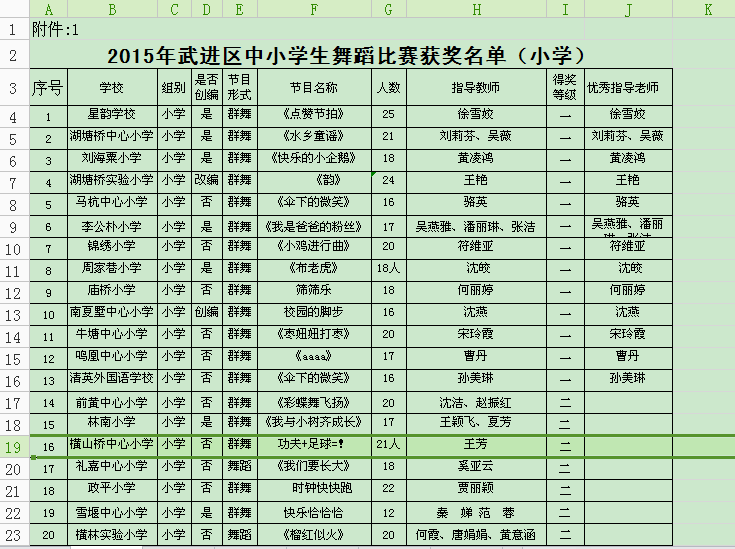 A B C D E F G H I J K
1 附件:1
2 2015年武进区中小学生舞蹈比赛获奖名单（小学）
3 序号 学校 组别 是否创编 节目形式 节目名称 人数 指导教师 得奖等级 优秀指导老师
4 1 星韵学校 小学 是 群舞 《点赞节拍》 25 徐雪姣 一 徐雪姣
5 2 湖塘桥中心小学 小学 是 群舞 《水乡童谣》 21 刘莉芬、吴薇 一 刘莉芬、吴薇
6 3 刘海粟小学 小学 是 群舞 《快乐的小企鹅》 18 黄凌鸿 一 黄凌鸿
7 4 湖塘桥实验小学 小学 改编 群舞 《韵》 24 王艳 一 王艳
8 5 马杭中心小学 小学 否 群舞 《伞下的微笑》 16 骆英 一 骆英
9 6 李公朴小学 小学 是 群舞 《我是爸爸的粉丝》 17 吴燕雅、潘丽琳、张洁 一 吴燕雅、潘丽琳、张洁
10 7 锦绣小学 小学 否 群舞 《小鸡进行曲》 20 符维亚 一 符维亚
11 8 周家巷小学 小学 是 群舞 《布老虎》 18人 沈皎 一 沈皎
12 9 庙桥小学 小学 否 群舞 筛筛乐 18 何丽婷 一 何丽婷
13 10 南夏墅中心小学 小学 创编 群舞 校园的脚步 16 沈燕 一 沈燕
14 11 牛塘中心小学 小学 否 群舞 《枣妞妞打枣》 20 宋玲霞 一 宋玲霞
15 12 鸣凰中心小学 小学 否 群舞 《aaaa》 17 曹丹 一 曹丹
16 13 清英外国语学校 小学 否 群舞 《伞下的微笑》 16 孙美琳 一 孙美琳
17 14 前黄中心小学 小学 否 群舞 《彩蝶舞飞扬》 20 沈洁、赵振红 二
18 15 林南小学 小学 是 群舞 《我与小树齐成长》 17 王颖飞、夏芳 二
19 16 横山桥中心小学 小学 否 群舞 功夫+足球=! 21人 王芳 二
20 17 礼嘉中心小学 小学 否 舞蹈 《我们要长大》 18 奚亚云 二
21 18 政平小学 小学 否 群舞 时钟快快跑 22 贾丽颖 二
22 19 雪堰中心小学 小学 是 群舞 快乐恰恰恰 12 秦 娣 范 蓉 二
23 20 横林实验小学 小学 否 舞蹈 《榴红似火》 20 何霞、唐娟娟、黄意涵 二